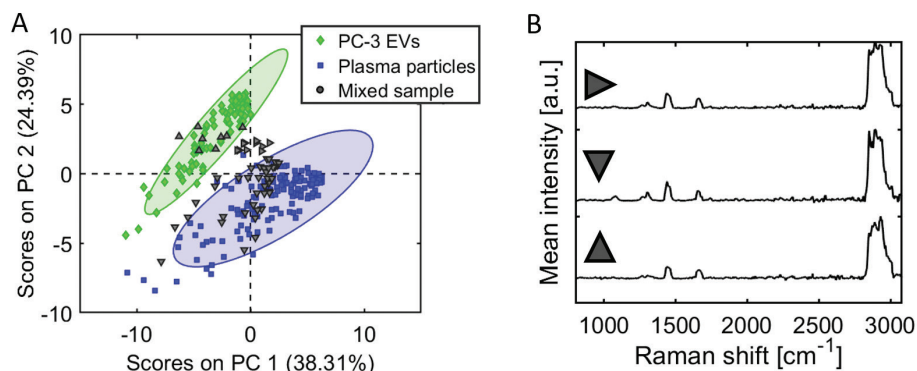 A
10
5
0
-5
-10
-10
0
10
Scores on PC 2 (24.39%)
Scores on PC 1 (38.31%)
PC-3 EVs
Plasma particles
Mixed sample
B
Mean intensity [a.u.]
1000
1500
2000
2500
3000
Raman shift [cm-1]